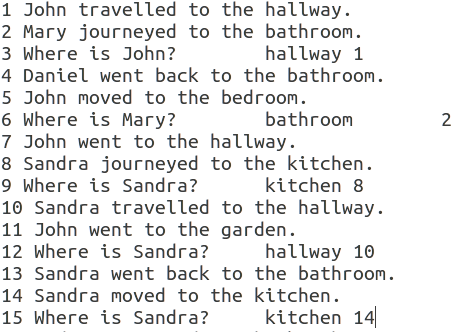 1 John travelled to the hallway.
2 Mary journeyed to the bathroom.
3 Where is John?	hallway	1
4 Daniel went back to the bathroom.
5 John moved to the bedroom.
6 Where is Mary?	bathroom	2
7 John went to the hallway.
8 Sandra journeyed to the kitchen.
9 Where is Sandra?	kitchen	8
10 Sandra travelled to the hallway.
11 John went to the garden.
12 Where is Sandra?	hallway	10
13 Sandra went back to the bathroom.
14 Sandra moved to the kitchen.
15 Where is Sandra?	kitchen	14